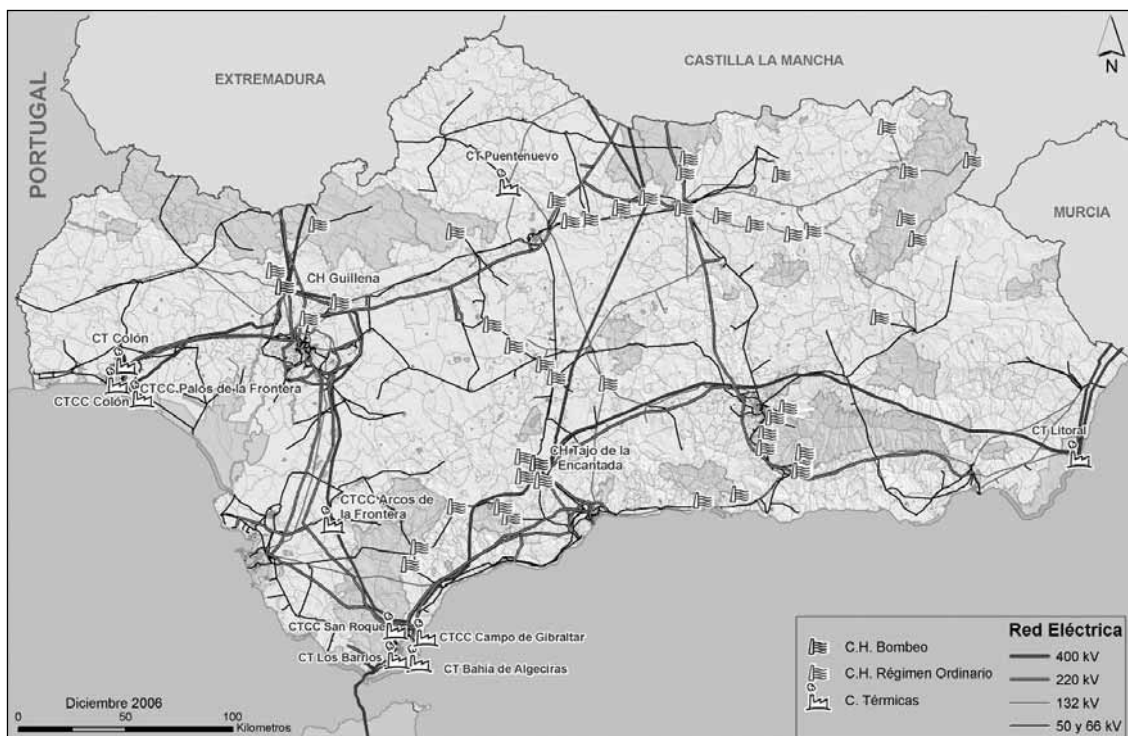 EXTREMADURA
CASTILLA LA MANCHA
N
PORTUGAL
MURCIA
CT Puentenuevo
CH Guillena
CT Colón
CTCC Palos de la Frontera
CTCC Colón
CH Tajo de la
Encantada
CT Litoral
CTCC Arcos de
la Frontera
CTCC San Roque
CTCC Campo de Gibraltar
CT Los Barrios
CT Bahía de Algeciras
Diciembre 2006
0 50 100
Kilometros
C.H. Bombeo
C.H. Régimen Ordinario
C. Térmicas
Red Eléctrica
400 kV
220 kV
132 kV
50 y 66 kV